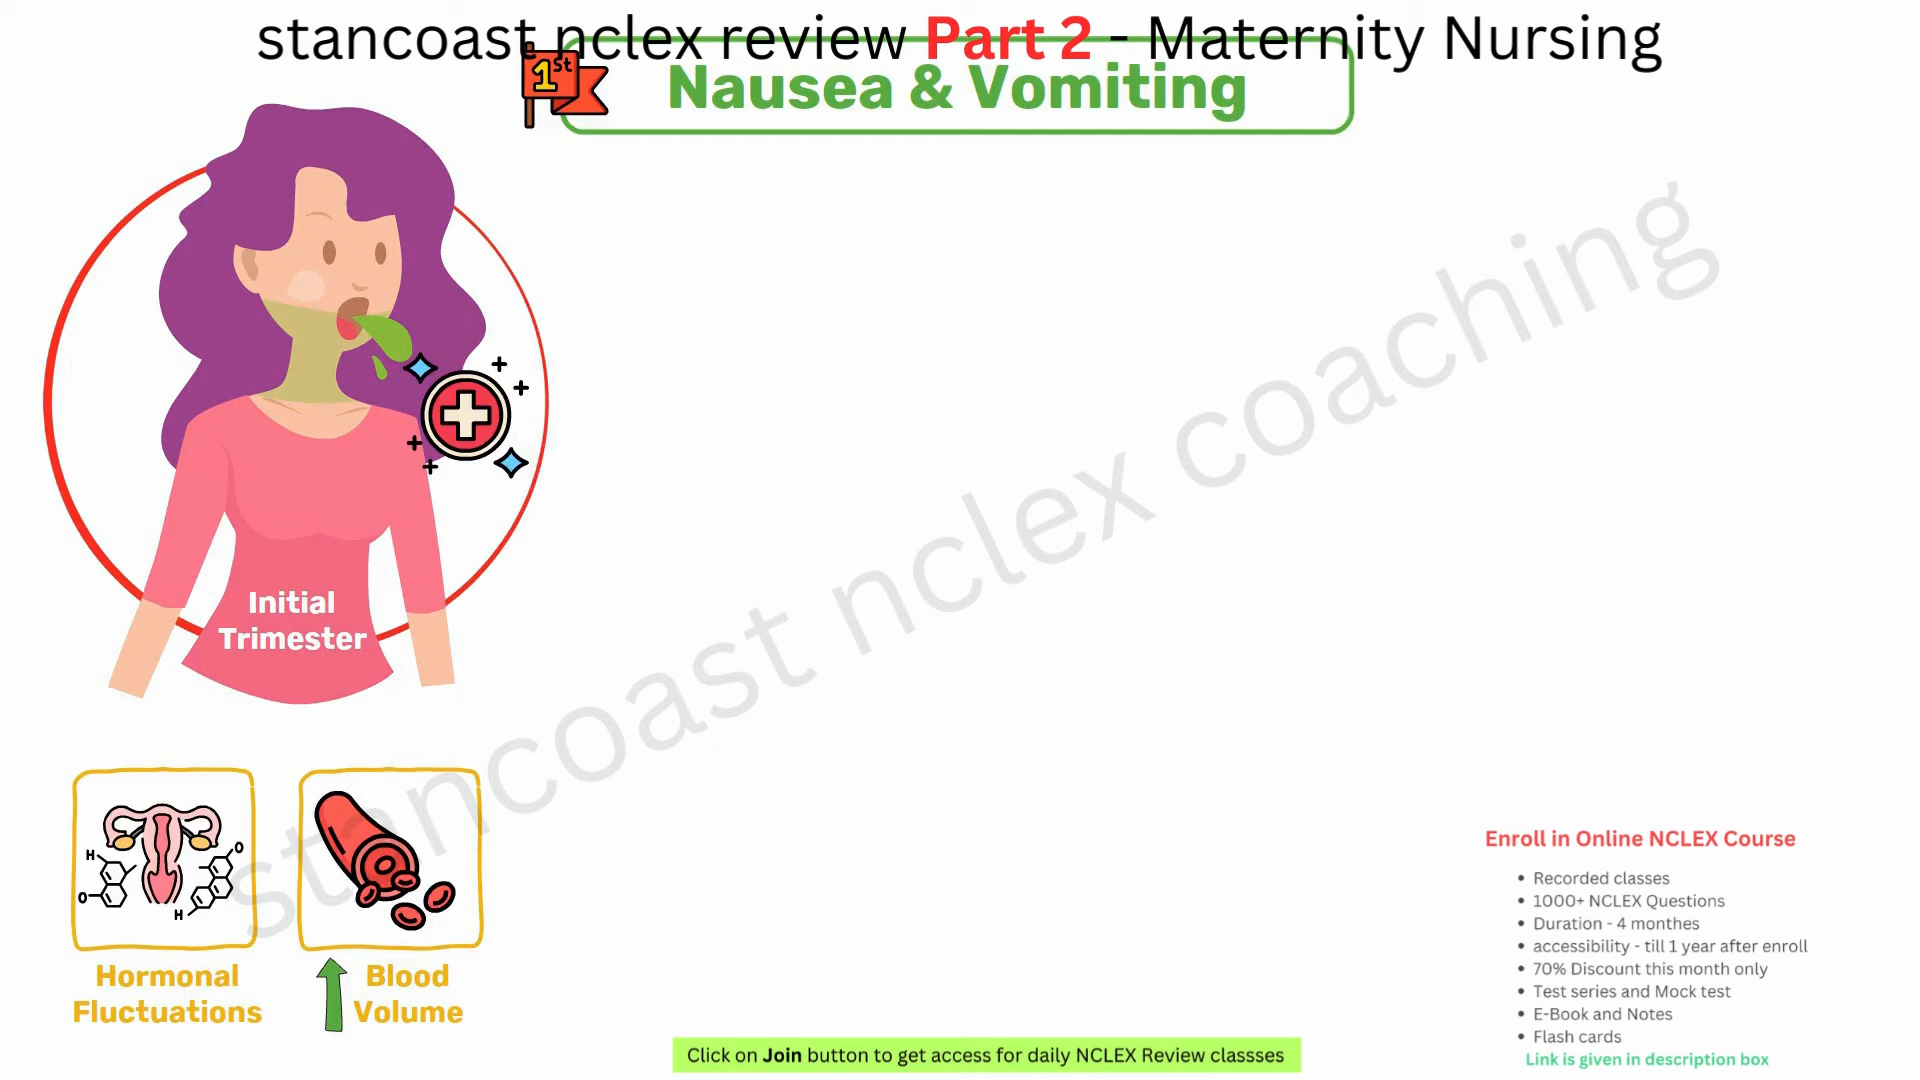 stancoast nclex review Part 2 - Maternity Nursing
1st
Nausea & Vomiting
Initial
Trimester
stancoast nclex coaching
H
O
O
H
Hormonal
Fluctuations
Blood
Volume
Enroll in Online NCLEX Course
• Recorded classes
• 1000+ NCLEX Questions
• Duration - 4 monthes
• accessibility - till 1 year after enroll
• 70% Discount this month only
• Test series and Mock test
• E-Book and Notes
• Flash cards
Link is given in description box
Click on Join button to get access for daily NCLEX Review classses